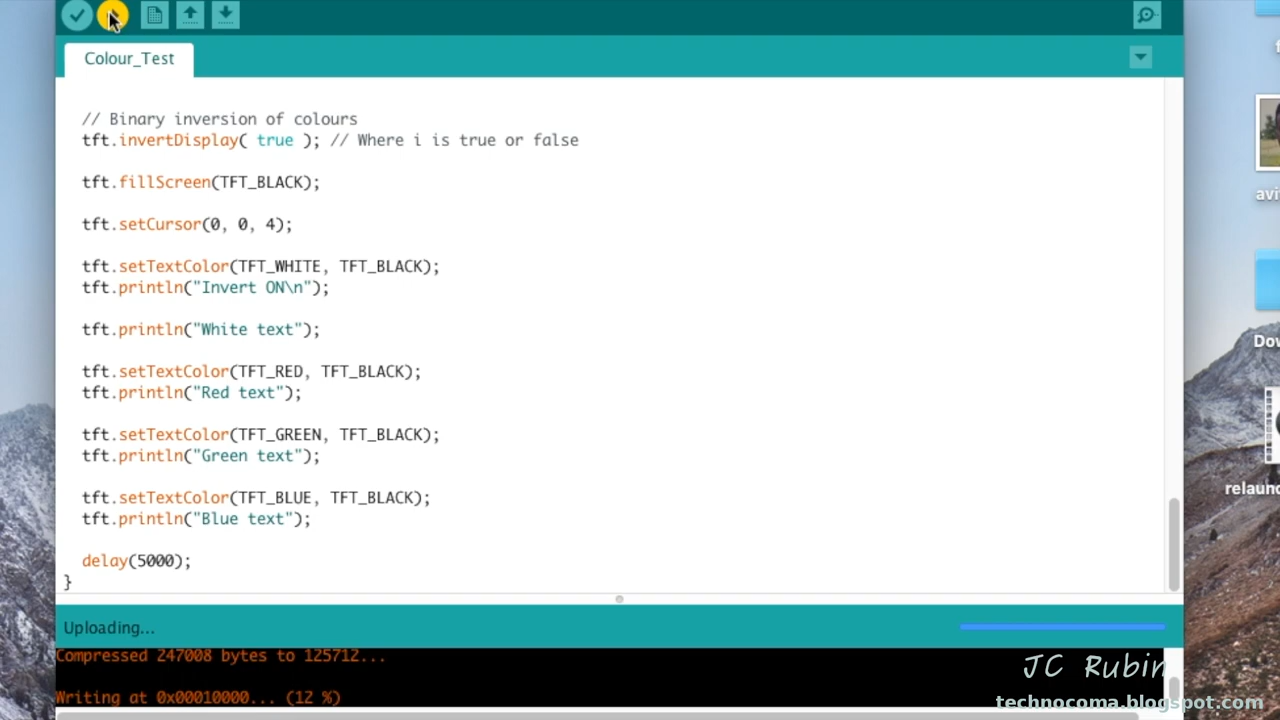 Colour_Test
// Binary inversion of colours
tft.invertDisplay( true ); // Where i is true or false
tft.fillScreen(TFT_BLACK);
tft.setCursor(0, 0, 4);
tft.setTextColor(TFT_WHITE, TFT_BLACK);
tft.println("Invert ON\n");
tft.println("White text");
tft.setTextColor(TFT_RED, TFT_BLACK);
tft.println("Red text");
tft.setTextColor(TFT_GREEN, TFT_BLACK);
tft.println("Green text");
tft.setTextColor(TFT_BLUE, TFT_BLACK);
tft.println("Blue text");
delay(5000);
}
avi
Dow
relaunc
Uploading...
Compressed 247008 bytes to 125712...
Writing at 0x00010000... (12 %)
JC Rubin
technocoma.blogspot.com